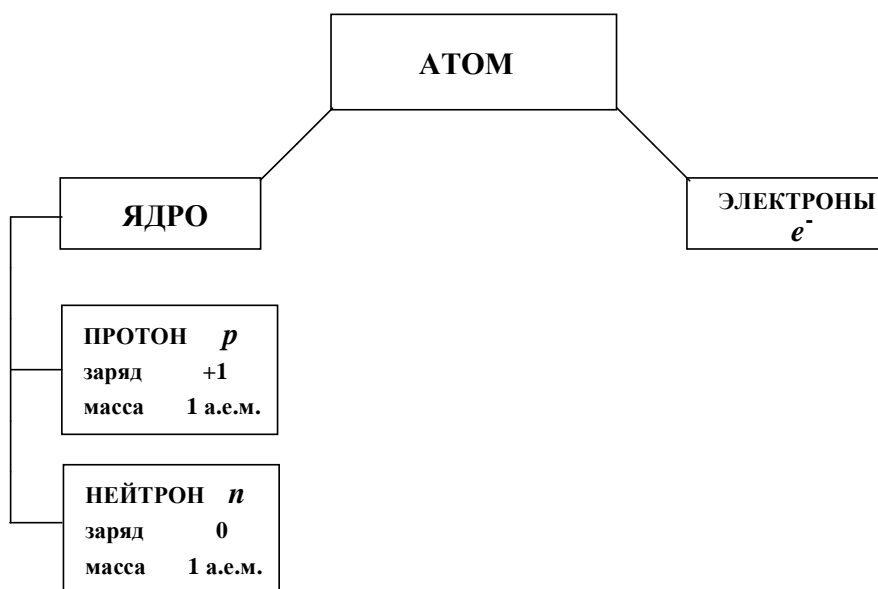 АТОМ
ЯДРО
ЭЛЕКТРОНЫ
e⁻
ПРОТОН p
заряд +1
масса 1 а.е.м.
НЕЙТРОН n
заряд 0
масса 1 а.е.м.